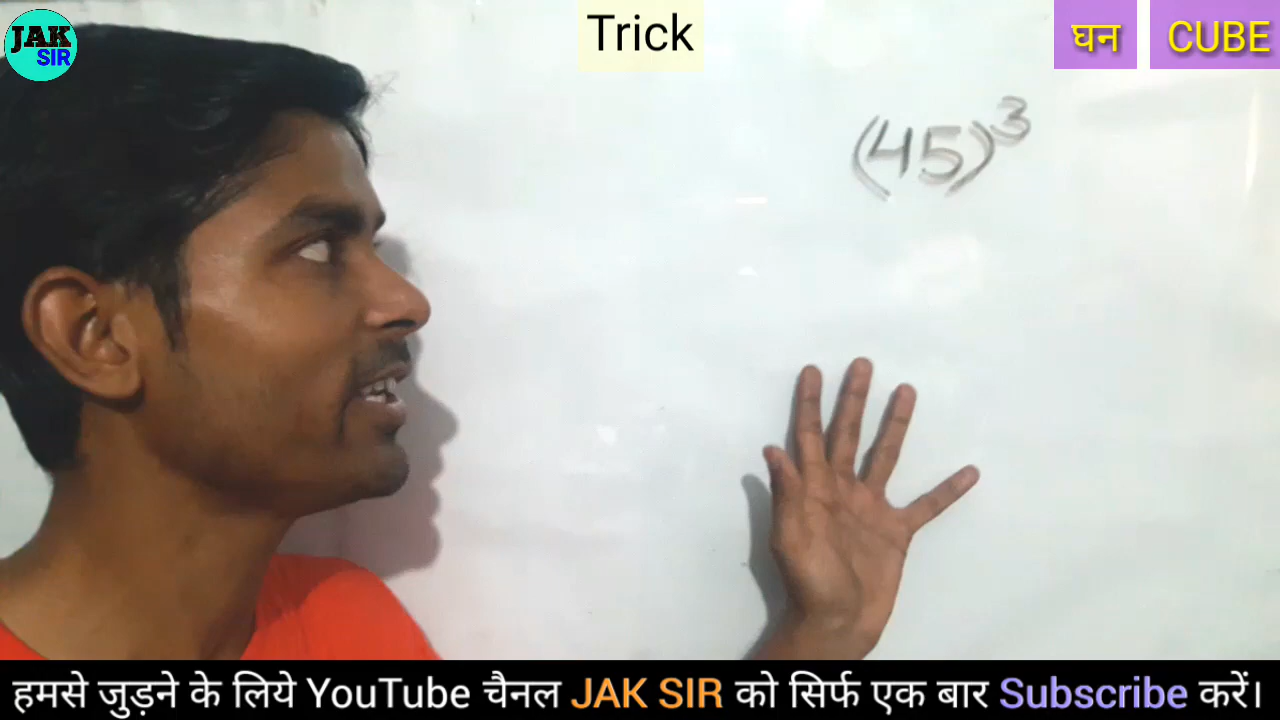 JAK
SIR
Trick
घन
CUBE
(45)³
हमसे जुड़ने के लिये YouTube चैनल JAK SIR को सिर्फ एक बार Subscribe करें।